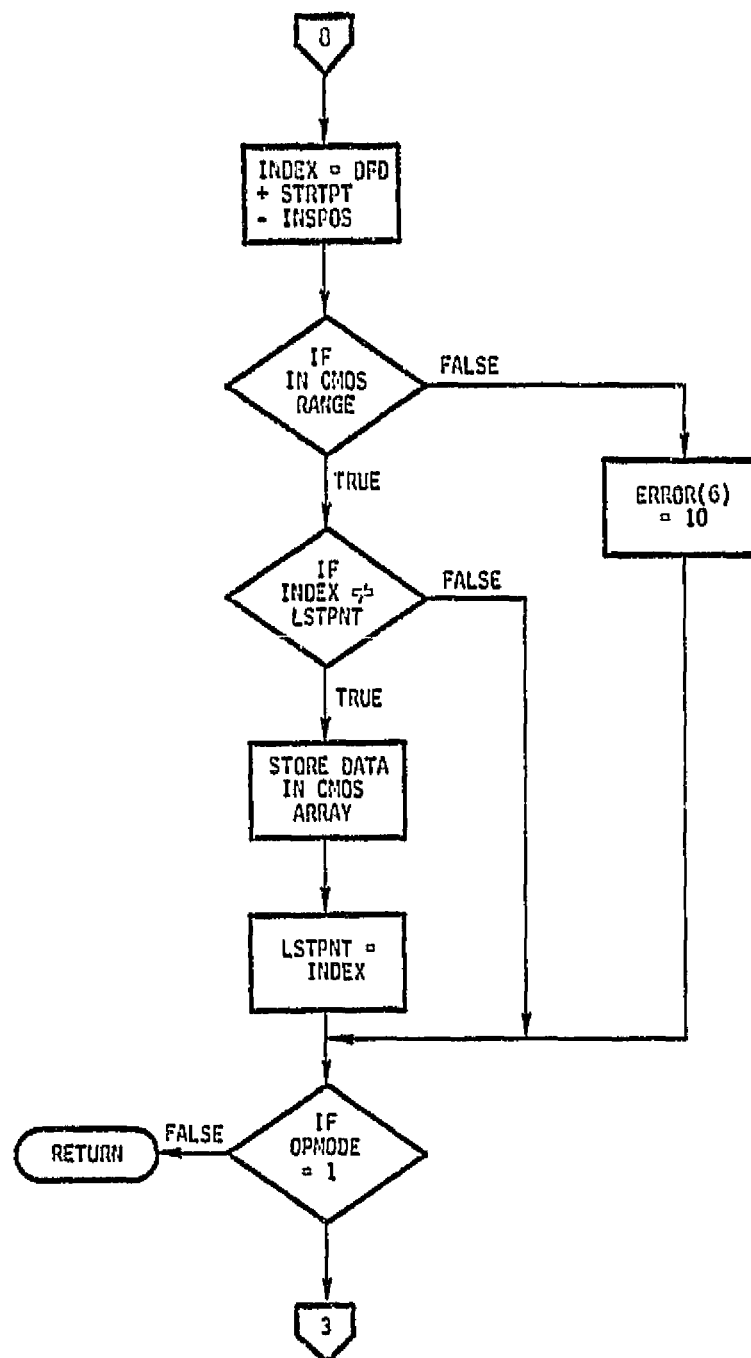 0
INDEX = DFD
+ STRTPT
- INSPOS
IF
IN CMOS
RANGE
FALSE
TRUE
ERROR(6)
= 10
IF
INDEX ≠
LSTPNT
FALSE
TRUE
STORE DATA
IN CMOS
ARRAY
LSTPNT =
INDEX
IF
OPMODE
= 1
FALSE
RETURN
3